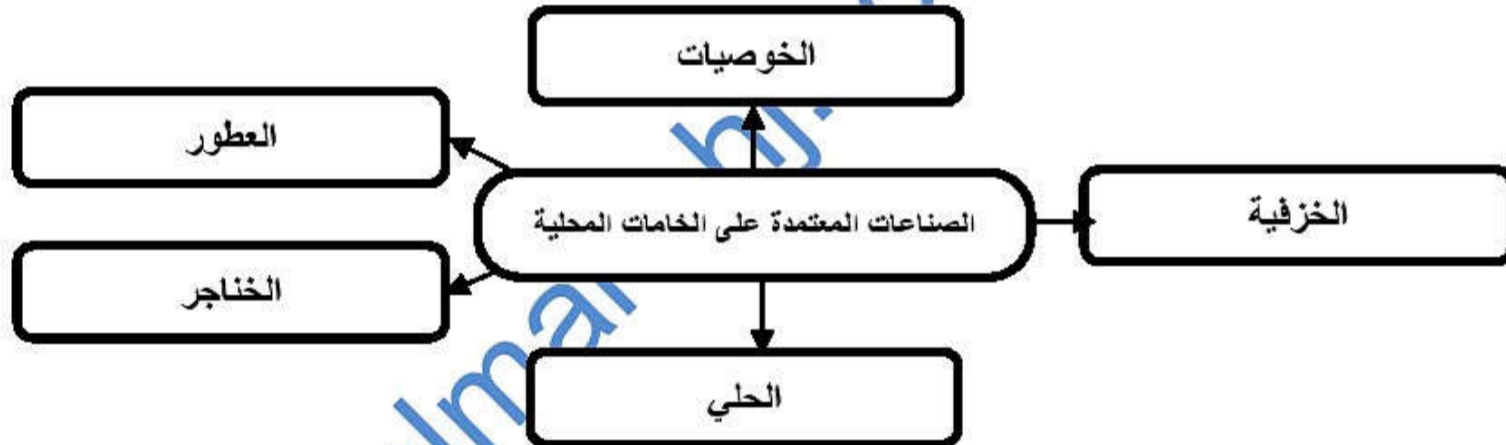 الخوصيات
العطور
الصناعات المعتمدة على الخامات المحلية
الخزفية
الخناجر
الحلي